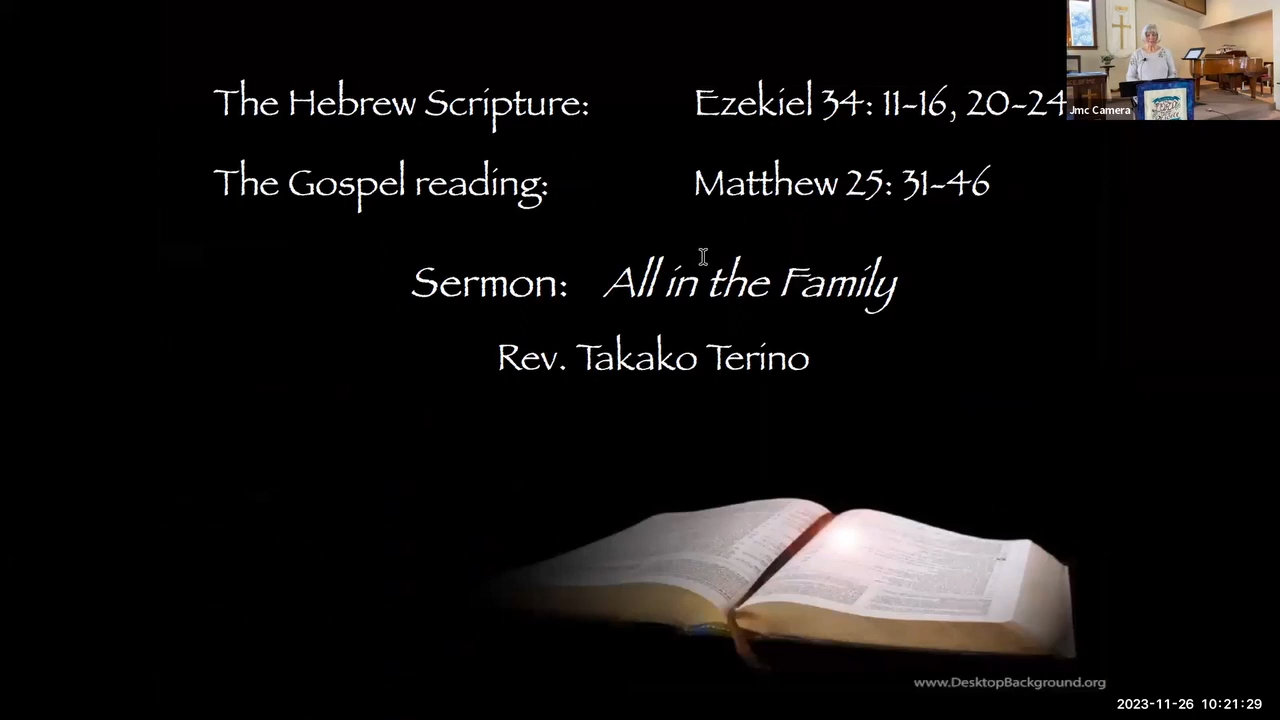 The Hebrew Scripture: Ezekiel 34: 11-16, 20-24
The Gospel reading: Matthew 25: 31-46
Sermon: All in the Family
Rev. Takako Terino
Jmc Camera
www.DesktopBackground.org
2023-11-26 10:21:29